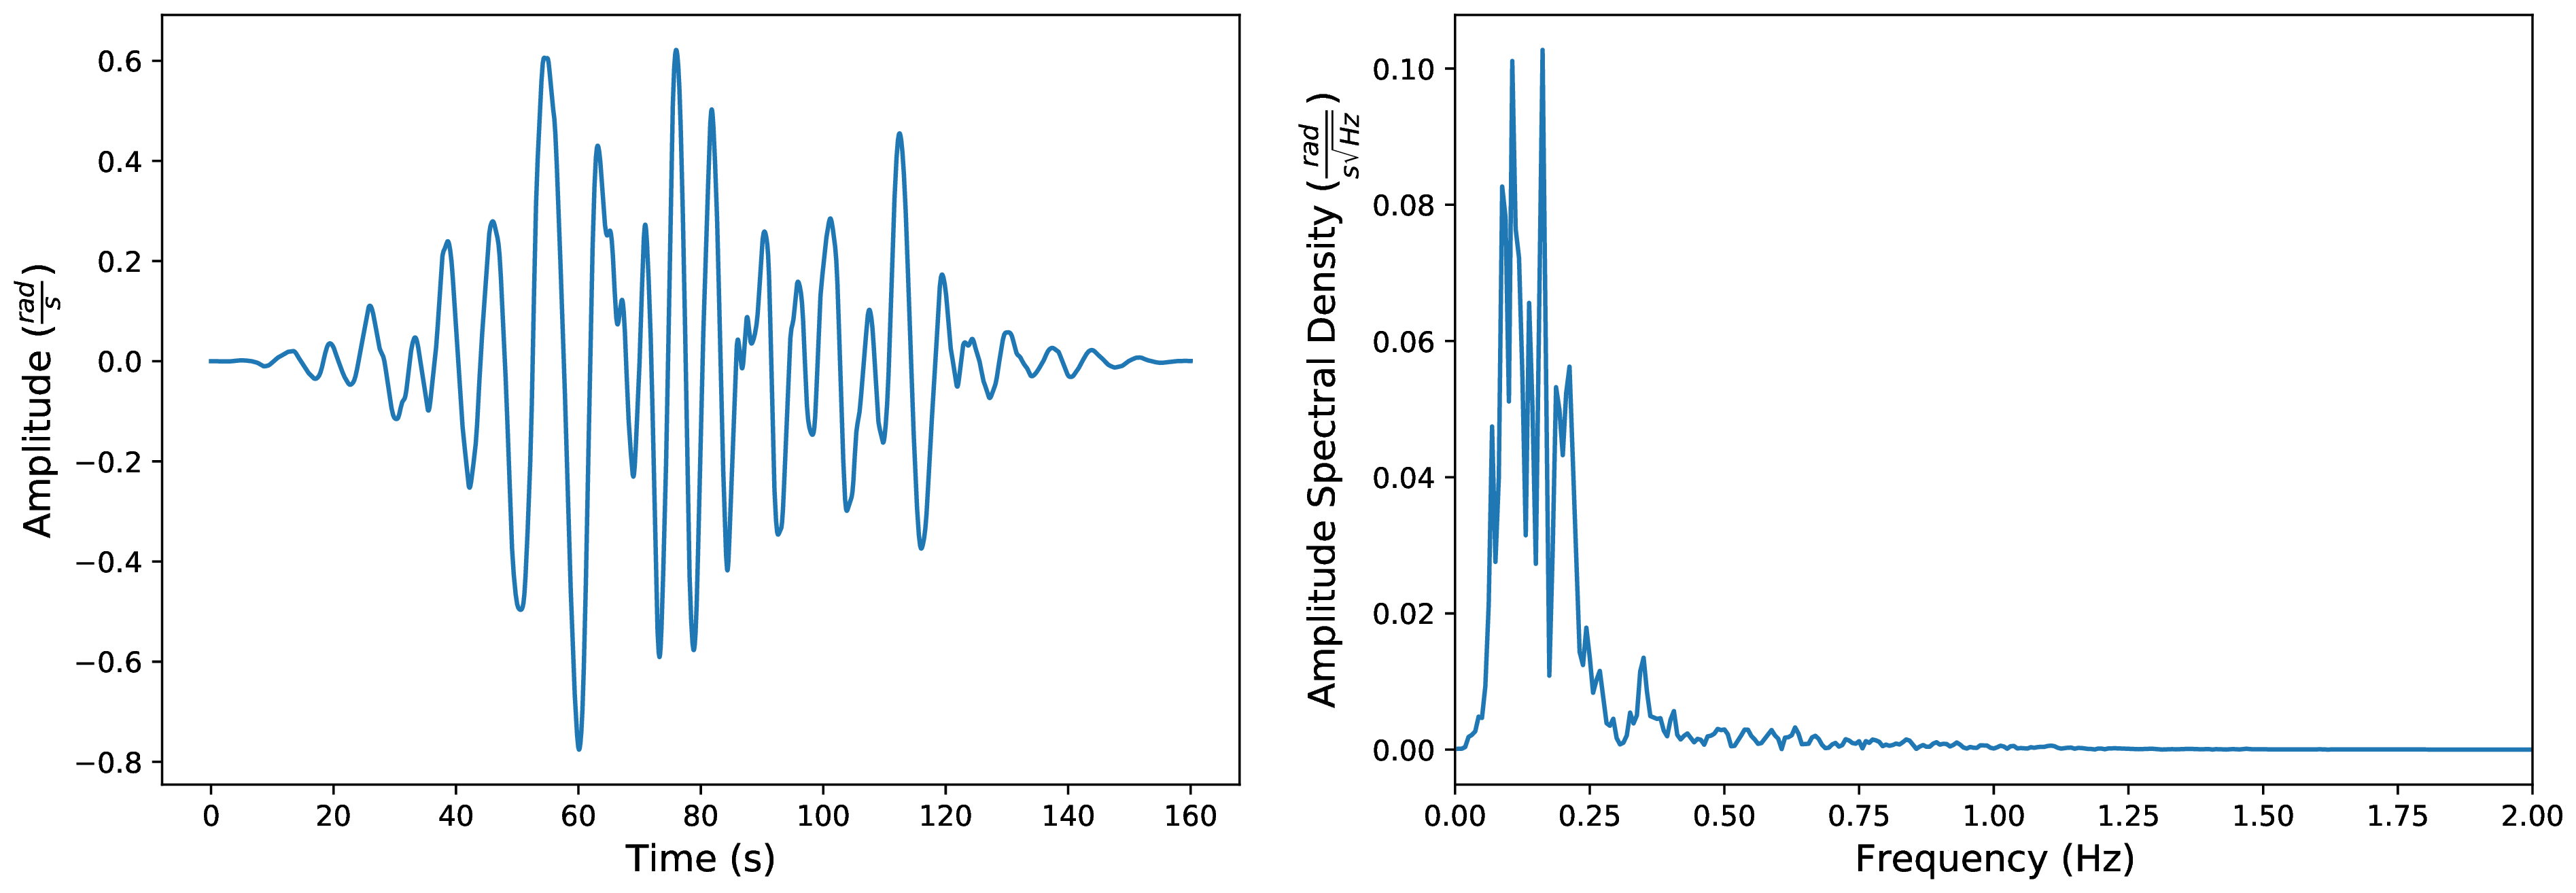 Amplitude (rad/s)
0.6
0.4
0.2
0.0
−0.2
−0.4
−0.6
−0.8
0 20 40 60 80 100 120 140 160
Time (s)
Amplitude Spectral Density (rad/s√Hz)
0.10
0.08
0.06
0.04
0.02
0.00
0.00 0.25 0.50 0.75 1.00 1.25 1.50 1.75 2.00
Frequency (Hz)